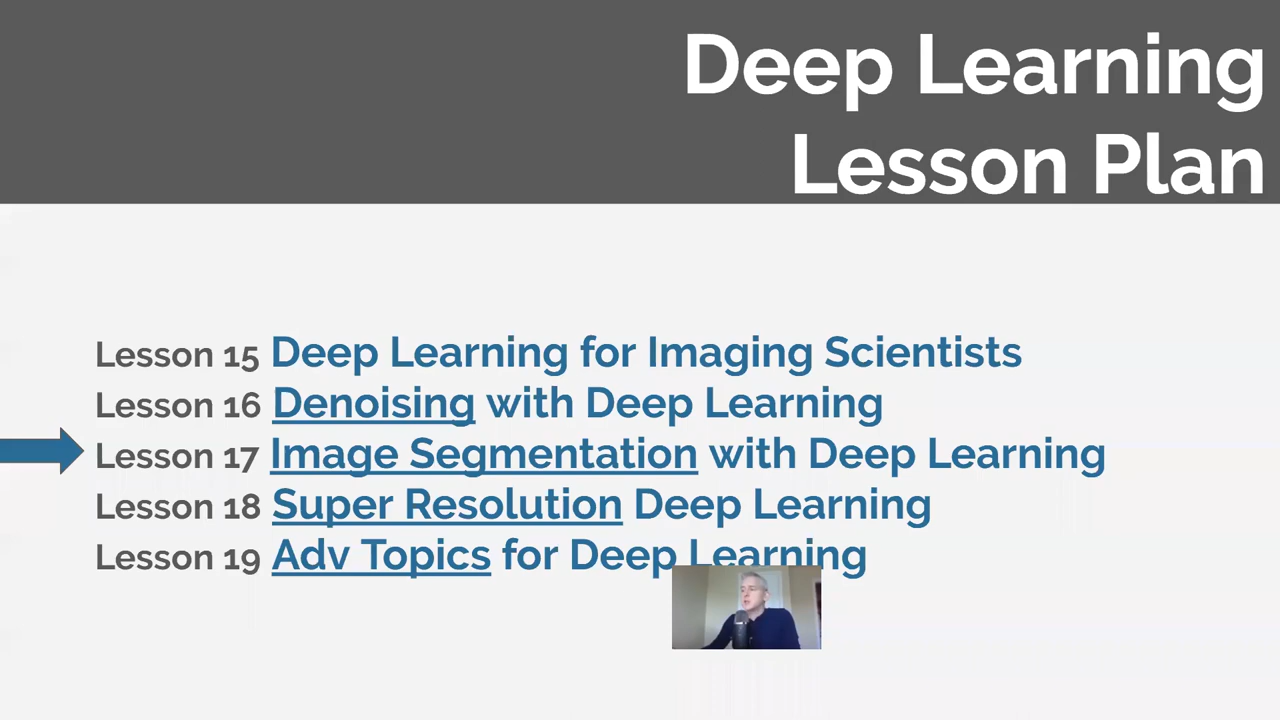 Deep Learning
Lesson Plan
Lesson 15 Deep Learning for Imaging Scientists
Lesson 16 Denoising with Deep Learning
Lesson 17 Image Segmentation with Deep Learning
Lesson 18 Super Resolution Deep Learning
Lesson 19 Adv Topics for Deep Learning